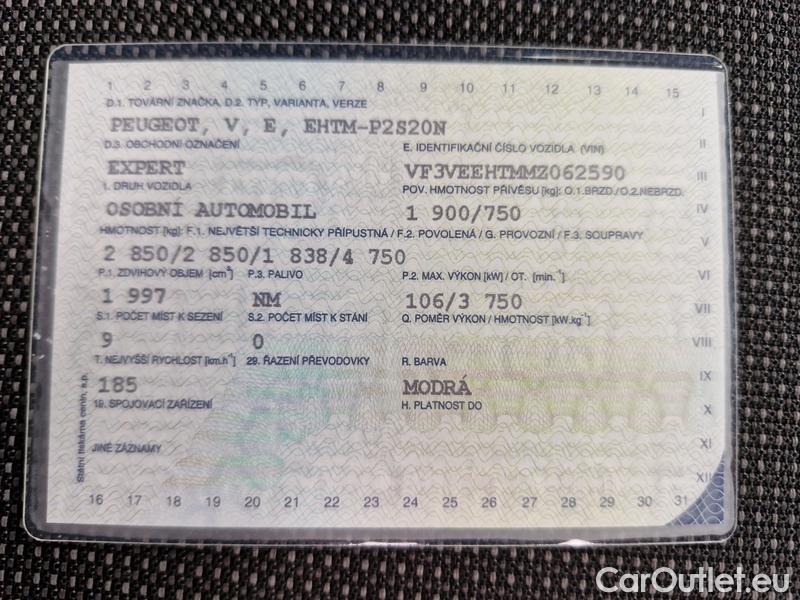 1 2 3 4 5 6 7 8 9 10 11 12 13 14 15
D.1. TOVÁRNÍ ZNAČKA, D.2. TYP, VARIANTA, VERZE
I
PEUGEOT, V, E, EHTM-P2S20N
D.3. OBCHODNÍ OZNAČENÍ E. IDENTIFIKAČNÍ ČÍSLO VOZIDLA (VIN)
II
EXPERT VF3VEEHTMMZ062590
III
1. DRUH VOZIDLA POV. HMOTNOST PŘÍVĚSU [kg]: O.1.BRZD./O.2.NEBRZD.
OSOBNÍ AUTOMOBIL 1 900/750
IV
HMOTNOST [kg]: F.1. NEJVĚTŠÍ TECHNICKY PŘÍPUSTNÁ / F.2. POVOLENÁ / G. PROVOZNÍ / F.3. SOUPRAVY
V
2 850/2 850/1 838/4 750
P.1. ZDVIHOVÝ OBJEM [cm³] P.3. PALIVO P.2. MAX. VÝKON [kW] / OT. [min.⁻¹]
VI
1 997 NM 106/3 750
VII
S.1. POČET MÍST K SEZENÍ S.2. POČET MÍST K STÁNÍ Q. POMĚR VÝKON / HMOTNOST [kW.kg⁻¹]
9 0
VIII
T. NEJVYŠŠÍ RYCHLOST [km.h⁻¹] 29. ŘAZENÍ PŘEVODOVKY R. BARVA
185 MODRÁ
IX
19. SPOJOVACÍ ZAŘÍZENÍ H. PLATNOST DO
X
JINÉ ZÁZNAMY
XI
XII
16 17 18 19 20 21 22 23 24 25 26 27 28 29 30 31
Státní tiskárna cenin, s.p.
CarOutlet.eu